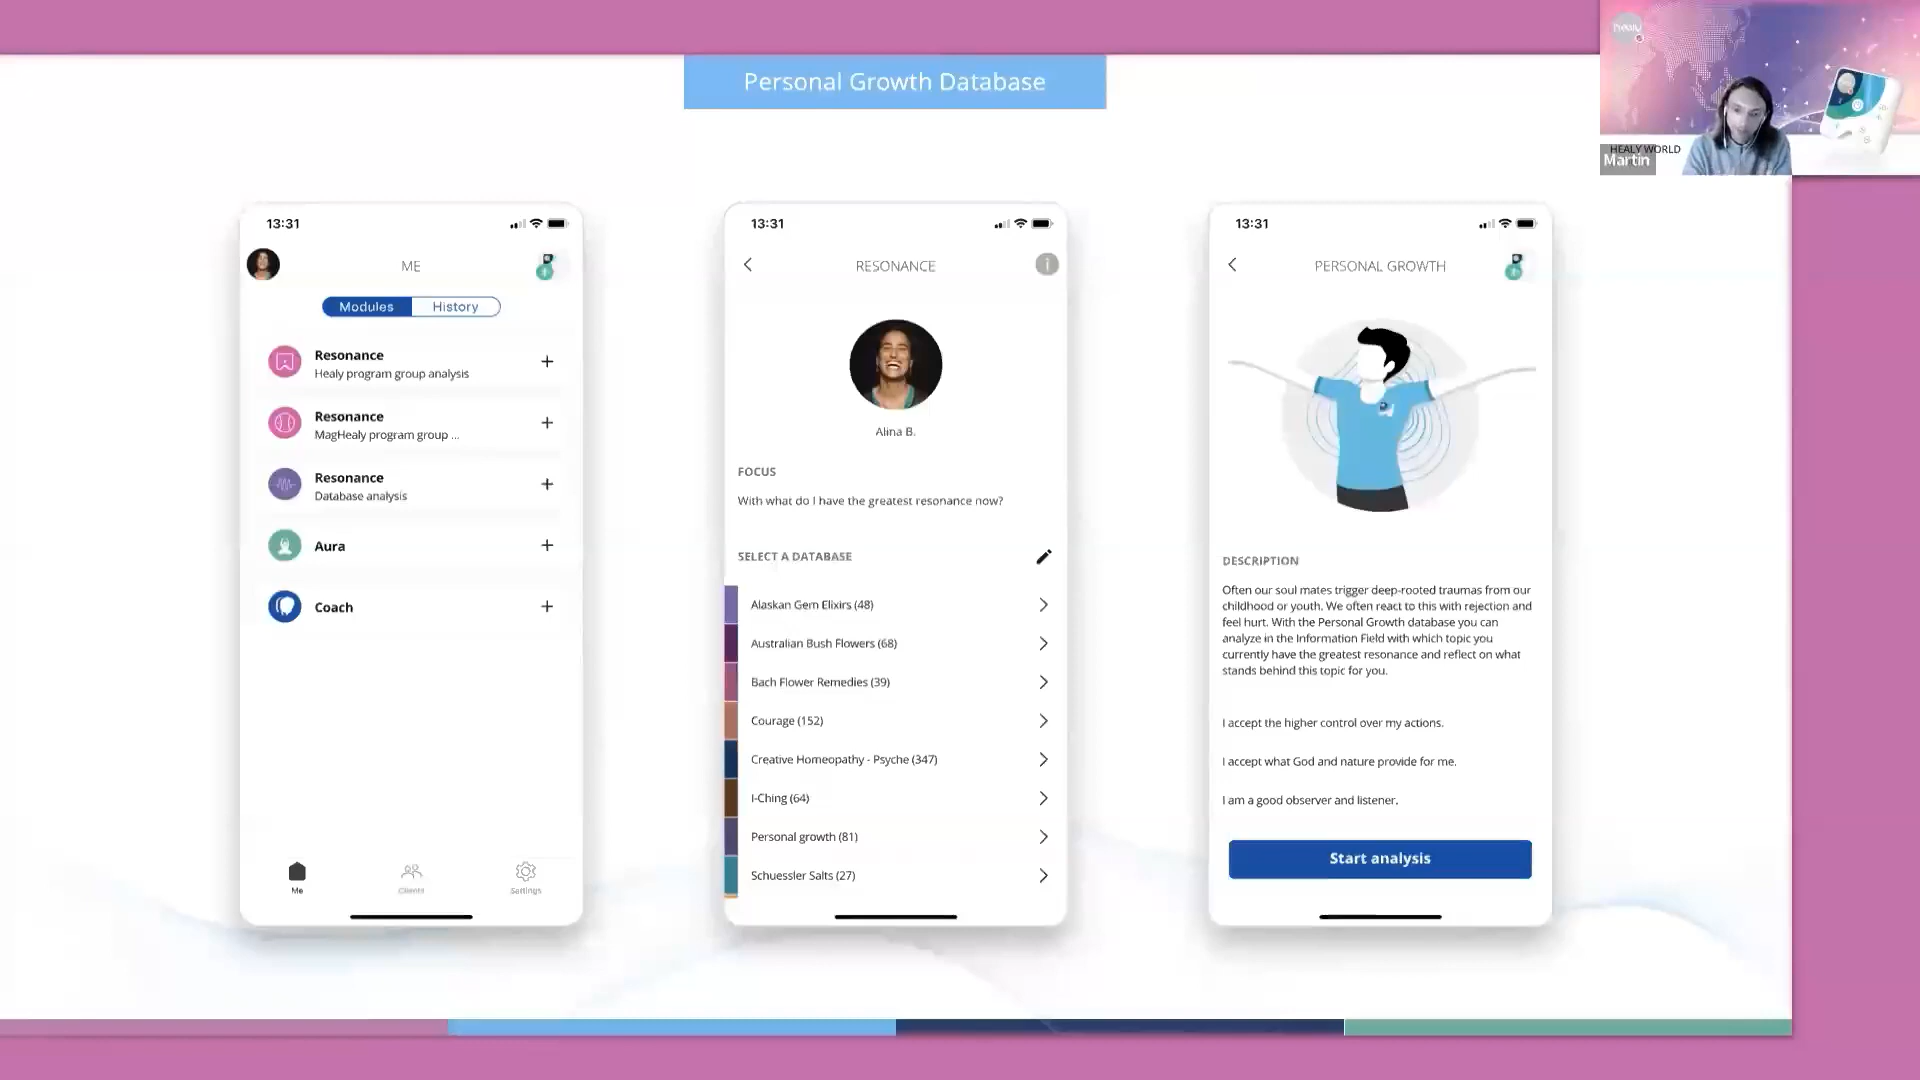 Personal Growth Database
healy
HEALY WORLD
Martin
13:31
ME
Modules
History
Resonance
Healy program group analysis
Resonance
MagHealy program group ...
Resonance
Database analysis
Aura
Coach
Me
Clients
Settings
13:31
RESONANCE
Alina B.
FOCUS
With what do I have the greatest resonance now?
SELECT A DATABASE
Alaskan Gem Elixirs (48)
Australian Bush Flowers (68)
Bach Flower Remedies (39)
Courage (152)
Creative Homeopathy - Psyche (347)
I-Ching (64)
Personal growth (81)
Schuessler Salts (27)
13:31
PERSONAL GROWTH
DESCRIPTION
Often our soul mates trigger deep-rooted traumas from our
childhood or youth. We often react to this with rejection and
feel hurt. With the Personal Growth database you can
analyze in the Information Field with which topic you
currently have the greatest resonance and reflect on what
stands behind this topic for you.
I accept the higher control over my actions.
I accept what God and nature provide for me.
I am a good observer and listener.
Start analysis